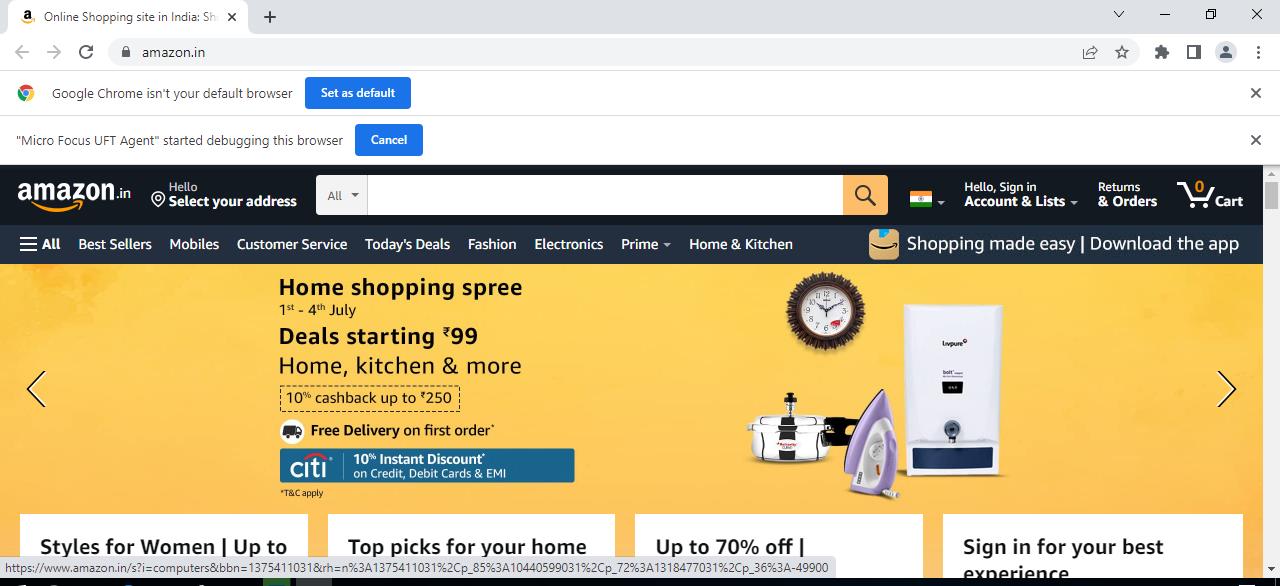 Online Shopping site in India: Sh
amazon.in
Google Chrome isn't your default browser Set as default
"Micro Focus UFT Agent" started debugging this browser Cancel
amazon.in Hello All Hello, Sign in Returns 0
Select your address Account & Lists & Orders Cart
All Best Sellers Mobiles Customer Service Today's Deals Fashion Electronics Prime Home & Kitchen Shopping made easy | Download the app
Home shopping spree
1st - 4th July
Deals starting ₹99
Home, kitchen & more
10% cashback up to ₹250
Free Delivery on first order*
citi 10% Instant Discount*
on Credit, Debit Cards & EMI
*T&C apply
Livpure
bolt
Styles for Women | Up to Top picks for your home Up to 70% off | Sign in for your best
experience
https://www.amazon.in/s?i=computers&bbn=1375411031&rh=n%3A1375411031%2Cp_85%3A10440599031%2Cp_72%3A1318477031%2Cp_36%3A-49900